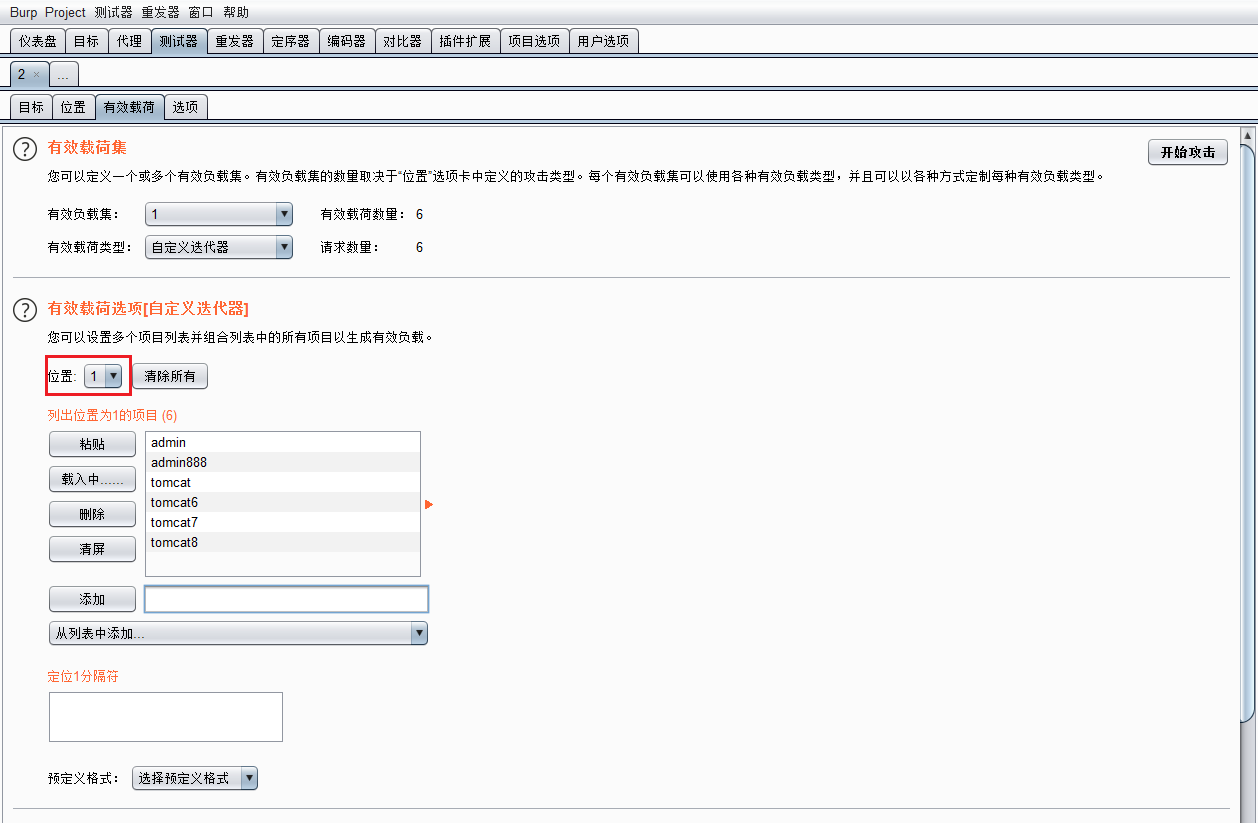 Burp Project 测试器 重发器 窗口 帮助
仪表盘 目标 代理 测试器 重发器 定序器 编码器 对比器 插件扩展 项目选项 用户选项
2 × ...
目标 位置 有效载荷 选项
? 有效载荷集
开始攻击
您可以定义一个或多个有效负载集。有效负载集的数量取决于“位置”选项卡中定义的攻击类型。每个有效负载集可以使用各种有效负载类型，并且可以以各种方式定制每种有效负载类型。
有效负载集： 1 有效载荷数量： 6
有效载荷类型： 自定义迭代器 请求数量： 6
? 有效载荷选项[自定义迭代器]
您可以设置多个项目列表并组合列表中的所有项目以生成有效负载。
位置: 1 清除所有
列出位置为1的项目 (6)
粘贴
载入中......
删除
清屏
admin
admin888
tomcat
tomcat6
tomcat7
tomcat8
添加
从列表中添加...
定位1分隔符
预定义格式： 选择预定义格式